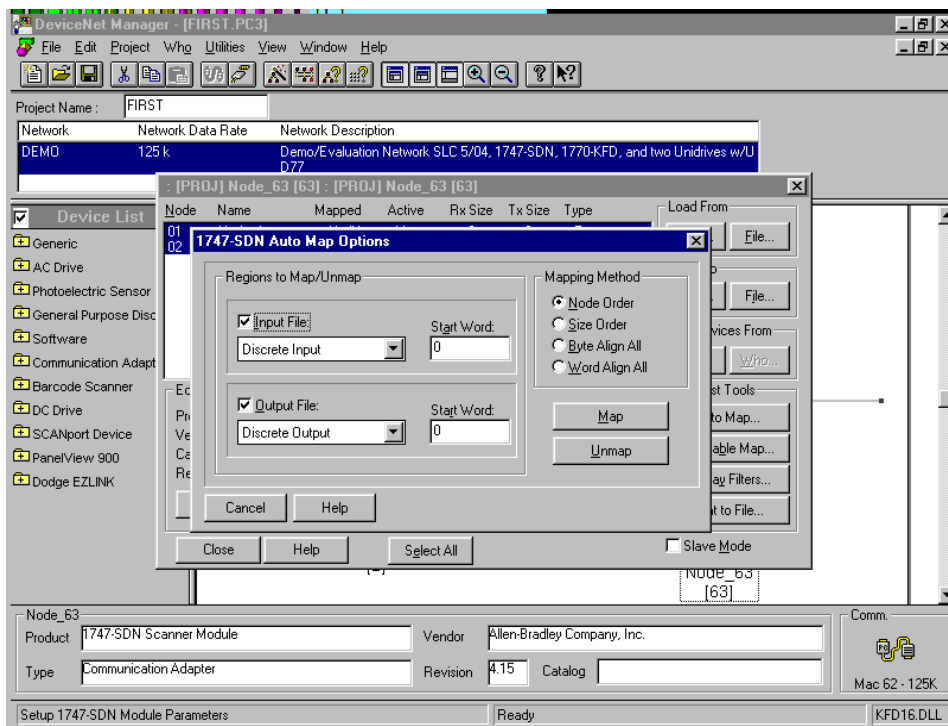 DeviceNet Manager - [FIRST.PC3]
File Edit Project Who Utilities View Window Help
Project Name : FIRST
Network Network Data Rate Network Description
DEMO 125 k Demo/Evaluation Network SLC 5/04, 1747-SDN, 1770-KFD, and two Unidrives w/U
D77
: [PROJ] Node_63 [63] : [PROJ] Node_63 [63]
Node Name Mapped Active Rx Size Tx Size Type
01
02
Load From
File...
File...
vices From
Who...
st Tools
to Map...
able Map...
ay Filters...
t to File...
Slave Mode
Close Help Select All
Device List
Generic
AC Drive
Photoelectric Sensor
General Purpose Disc
Software
Communication Adapt
Barcode Scanner
DC Drive
SCANport Device
PanelView 900
Dodge EZLINK
1747-SDN Auto Map Options
Regions to Map/Unmap
Input File:
Discrete Input
Start Word:
0
Output File:
Discrete Output
Start Word:
0
Mapping Method
Node Order
Size Order
Byte Align All
Word Align All
Map
Unmap
Cancel Help
Ed
Pr
Ve
Ca
Re
Node_63
[63]
Node_63
Product 1747-SDN Scanner Module Vendor Allen-Bradley Company, Inc.
Type Communication Adapter Revision 4.15 Catalog
Comm.
Mac 62 - 125K
Setup 1747-SDN Module Parameters Ready KFD16.DLL